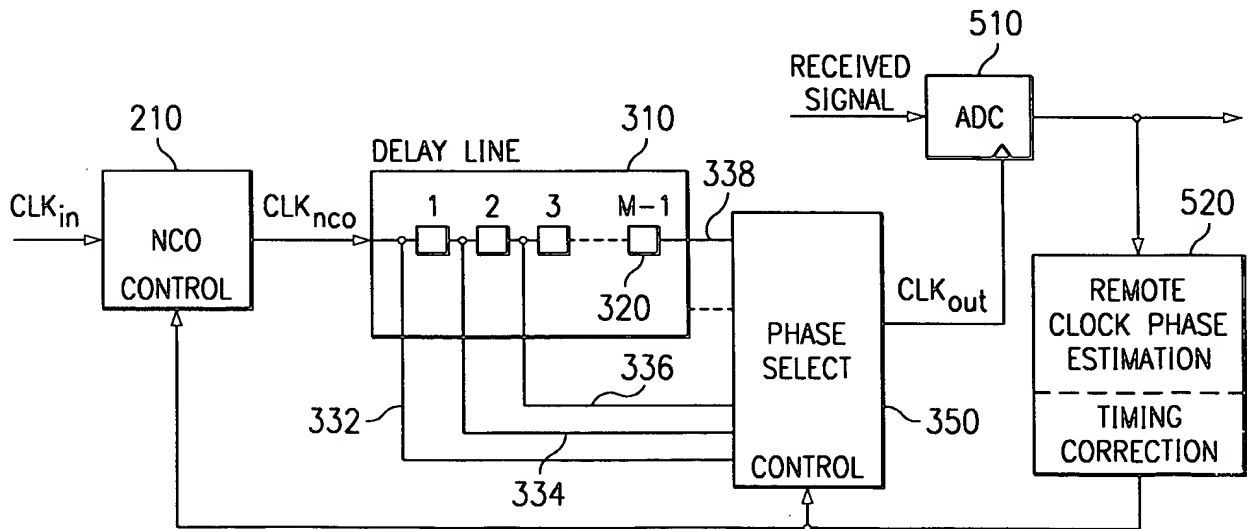 510
RECEIVED
SIGNAL
ADC
210
DELAY LINE
310
CLKin
NCO
CONTROL
CLKnco
1 2 3 M-1
338
320
520
PHASE
SELECT
CONTROL
CLKout
REMOTE
CLOCK PHASE
ESTIMATION
TIMING
CORRECTION
336
332
334
350